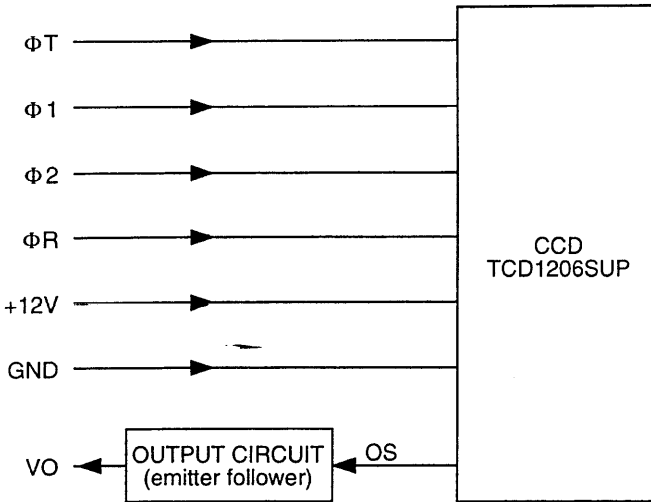 ΦT
Φ1
Φ2
ΦR
+12V
GND
CCD
TCD1206SUP
OUTPUT CIRCUIT
(emitter follower)
OS
VO